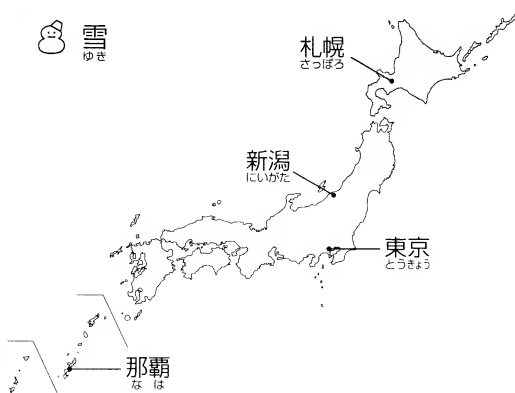 雪
ゆき
札幌
さっぽろ
新潟
にいがた
東京
とうきょう
那覇
な は